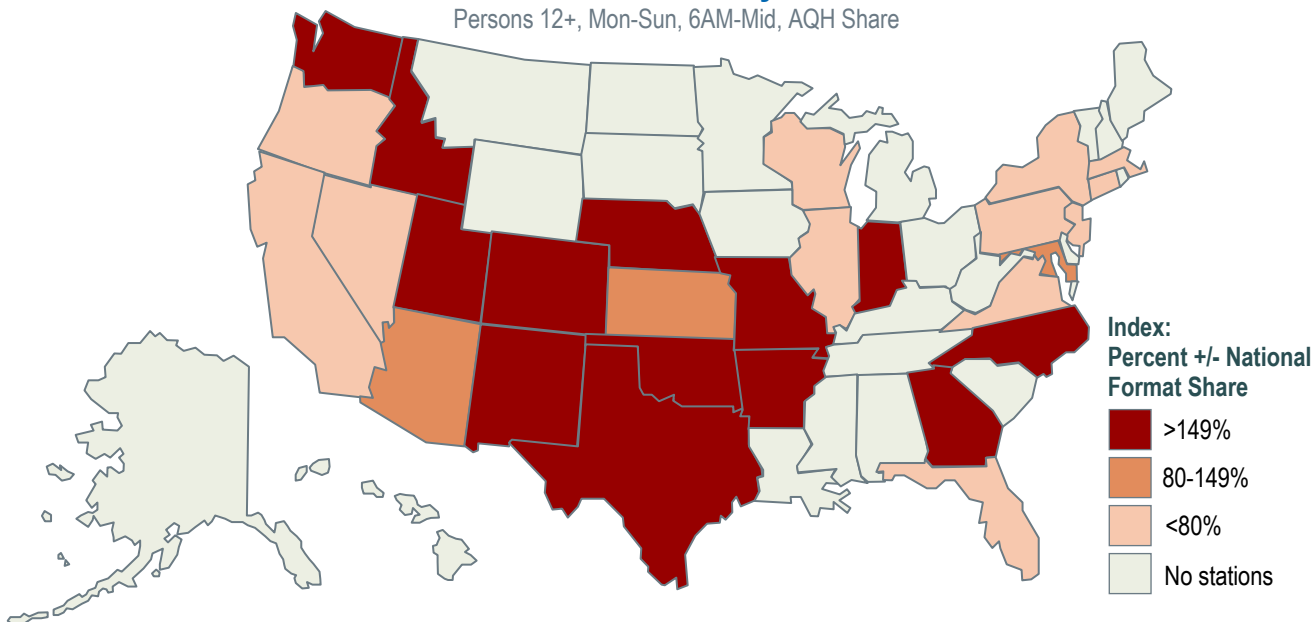 Persons 12+, Mon-Sun, 6AM-Mid, AQH Share
Index:
Percent +/- National
Format Share
>149%
80-149%
<80%
No stations